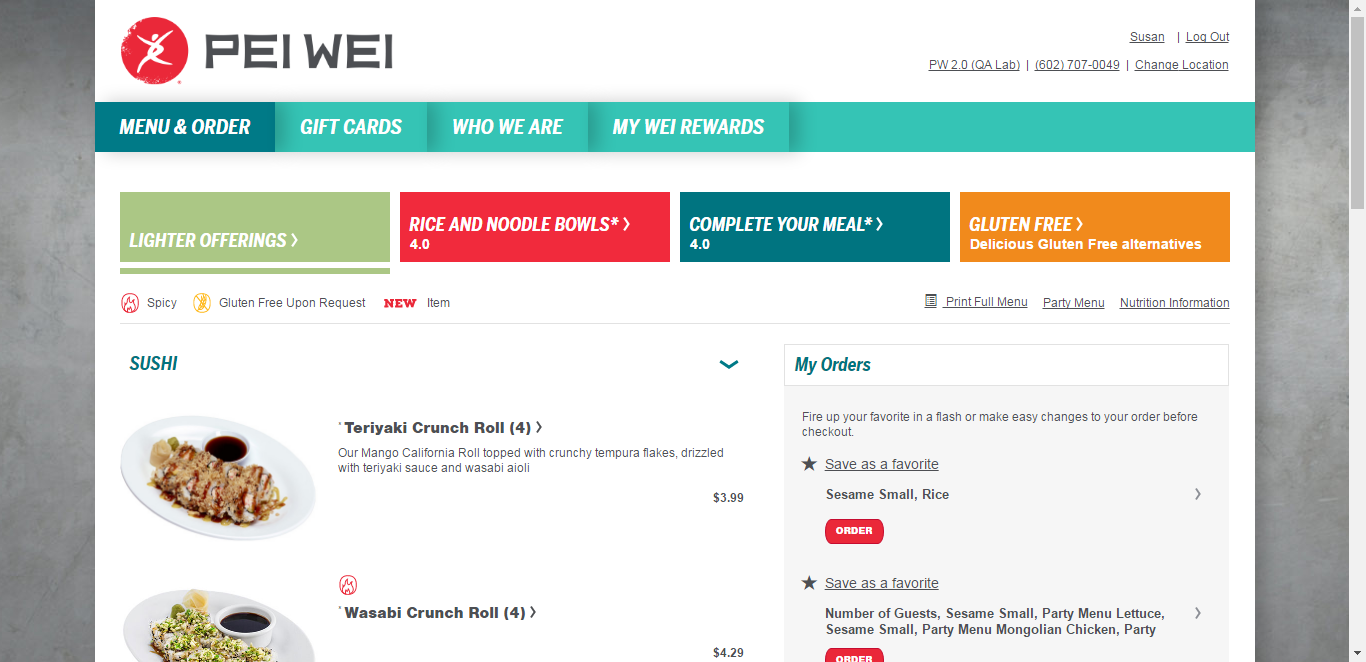 PEI WEI
Susan | Log Out
PW 2.0 (QA Lab) | (602) 707-0049 | Change Location
MENU & ORDER GIFT CARDS WHO WE ARE MY WEI REWARDS
LIGHTER OFFERINGS >
RICE AND NOODLE BOWLS* >
4.0
COMPLETE YOUR MEAL* >
4.0
GLUTEN FREE >
Delicious Gluten Free alternatives
Spicy Gluten Free Upon Request NEW Item
Print Full Menu Party Menu Nutrition Information
SUSHI
* Teriyaki Crunch Roll (4) >
Our Mango California Roll topped with crunchy tempura flakes, drizzled
with teriyaki sauce and wasabi aioli
$3.99
* Wasabi Crunch Roll (4) >
$4.29
My Orders
Fire up your favorite in a flash or make easy changes to your order before
checkout.
Save as a favorite
Sesame Small, Rice
ORDER
Save as a favorite
Number of Guests, Sesame Small, Party Menu Lettuce,
Sesame Small, Party Menu Mongolian Chicken, Party
ORDER